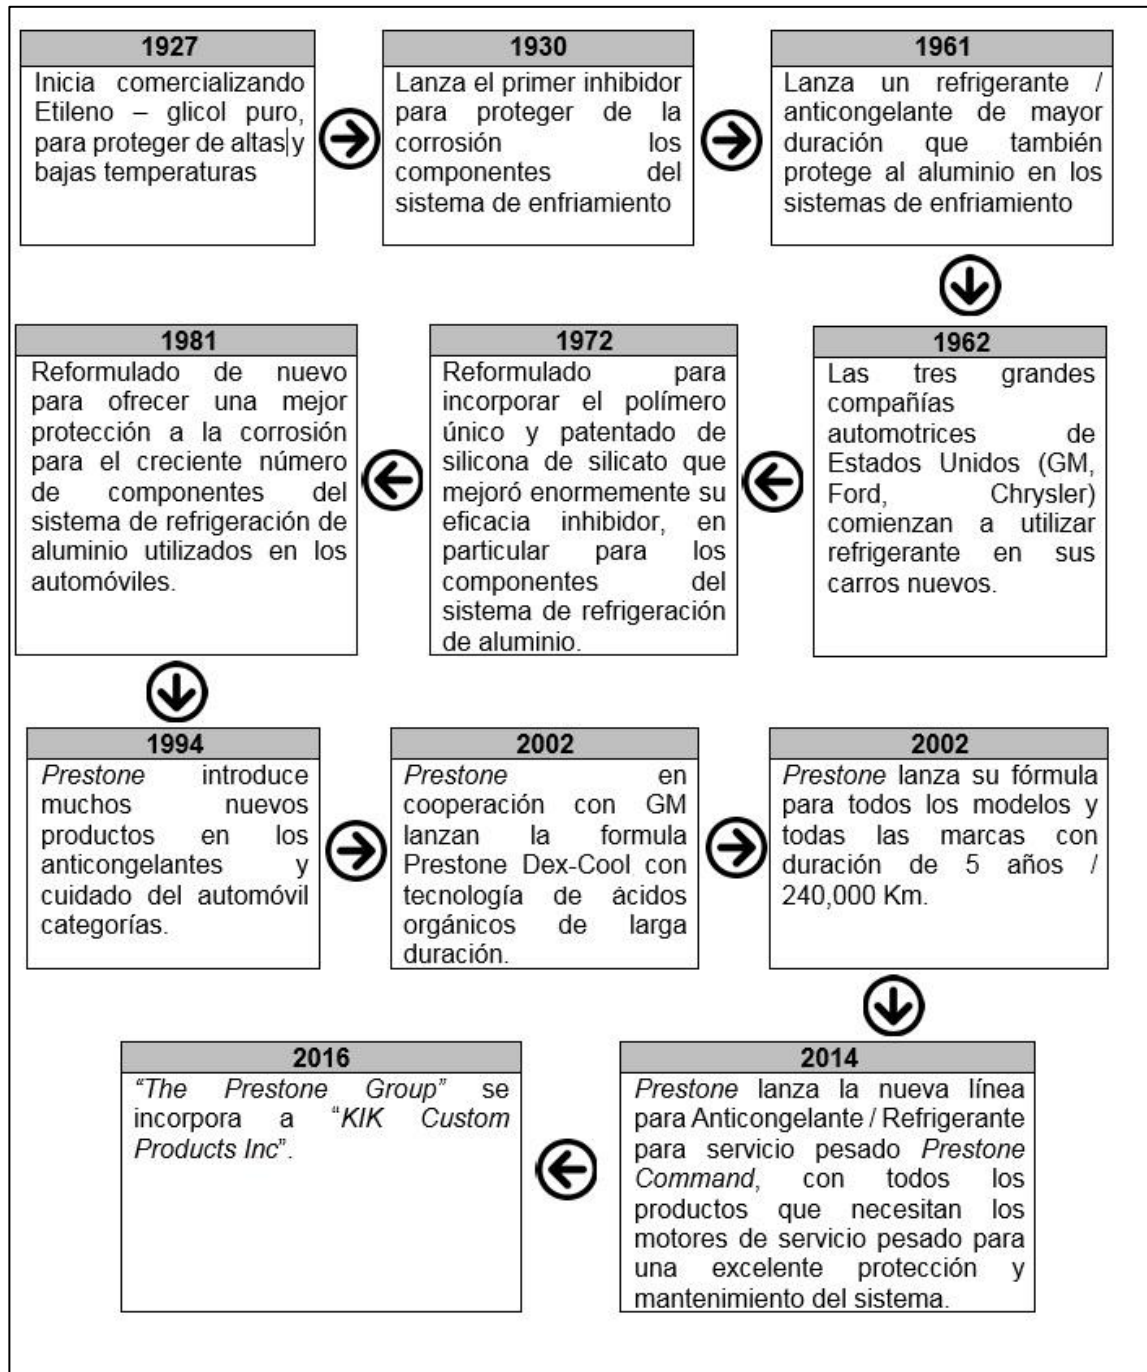 1927
Inicia comercializando
Etileno – glicol puro,
para proteger de altas y
bajas temperaturas
1930
Lanza el primer inhibidor
para proteger de la
corrosión los
componentes del
sistema de enfriamiento
1961
Lanza un refrigerante /
anticongelante de mayor
duración que también
protege al aluminio en los
sistemas de enfriamiento
1962
Las tres grandes
compañías
automotrices de
Estados Unidos (GM,
Ford, Chrysler)
comienzan a utilizar
refrigerante en sus
carros nuevos.
1972
Reformulado para
incorporar el polímero
único y patentado de
silicona de silicato que
mejoró enormemente su
eficacia inhibidor, en
particular para los
componentes del
sistema de refrigeración
de aluminio.
1981
Reformulado de nuevo
para ofrecer una mejor
protección a la corrosión
para el creciente número
de componentes del
sistema de refrigeración de
aluminio utilizados en los
automóviles.
1994
Prestone introduce
muchos nuevos
productos en los
anticongelantes y
cuidado del automóvil
categorías.
2002
Prestone en
cooperación con GM
lanzan la formula
Prestone Dex-Cool con
tecnología de ácidos
orgánicos de larga
duración.
2002
Prestone lanza su fórmula
para todos los modelos y
todas las marcas con
duración de 5 años /
240,000 Km.
2014
Prestone lanza la nueva línea
para Anticongelante / Refrigerante
para servicio pesado Prestone
Command, con todos los
productos que necesitan los
motores de servicio pesado para
una excelente protección y
mantenimiento del sistema.
2016
“The Prestone Group” se
incorpora a “KIK Custom
Products Inc”.